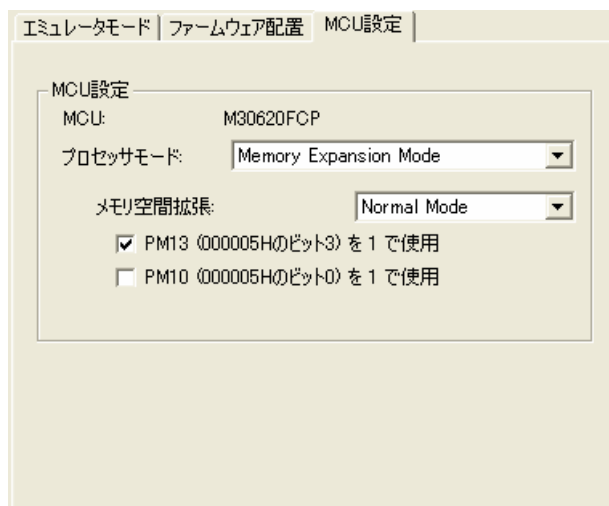 エミュレータモード ファームウェア配置 MCU設定
MCU設定
MCU: M30620FCP
プロセッサモード: Memory Expansion Mode
メモリ空間拡張: Normal Mode
PM13 (000005Hのビット3) を 1 で使用
PM10 (000005Hのビット0) を 1 で使用